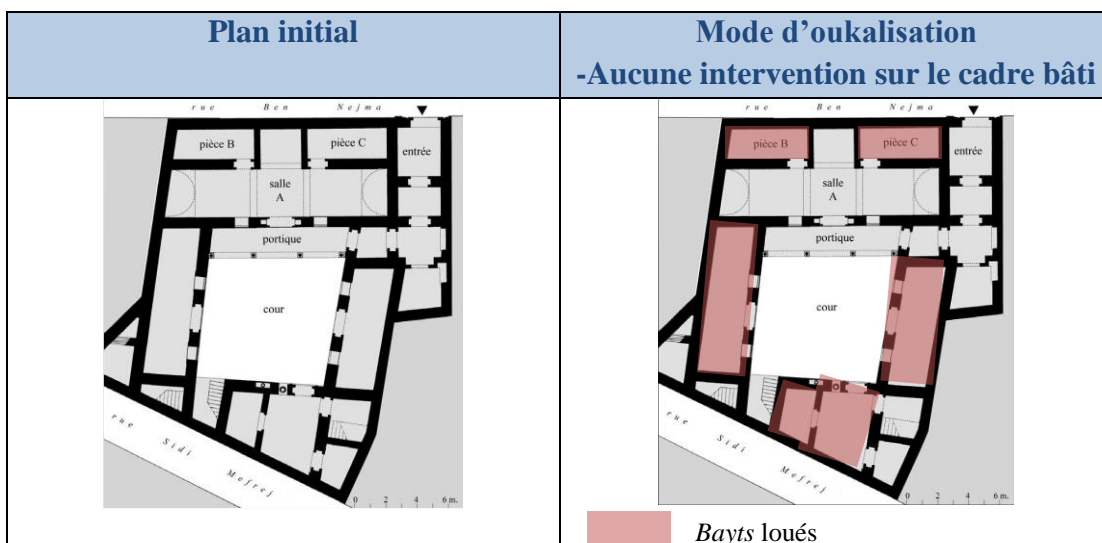 Plan initial
Mode d'oukalisation
-Aucune intervention sur le cadre bâti
rue Ben Nejma
pièce B
pièce C
entrée
salle
A
portique
cour
rue Sidi Mefrej
0 2 4 6 m.
rue Ben Nejma
pièce B
pièce C
entrée
salle
A
portique
cour
rue Sidi Mefrej
0 2 4 6 m.
Bayts loués